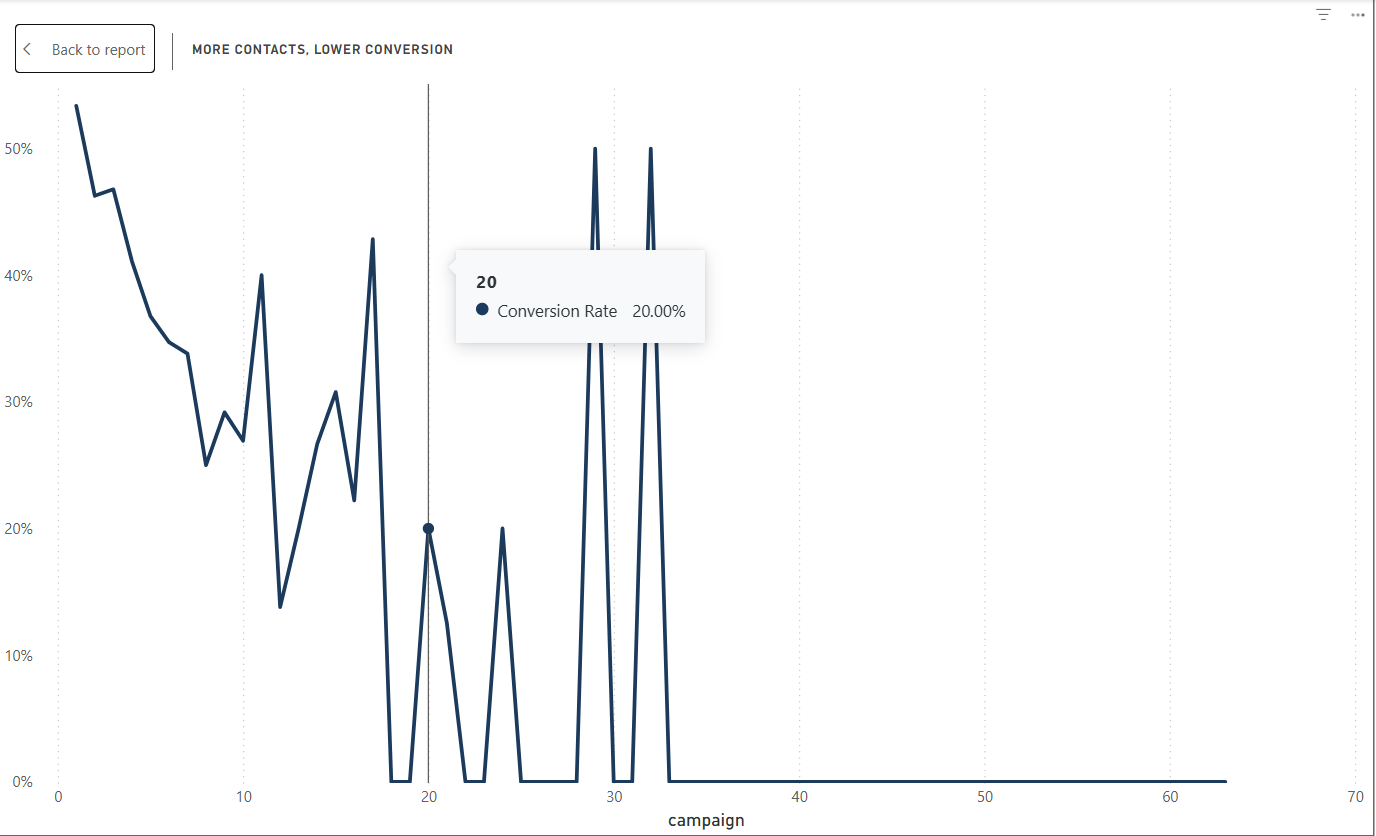 Back to report
MORE CONTACTS, LOWER CONVERSION
50%
40%
30%
20%
10%
0%
20
Conversion Rate 20.00%
0 10 20 30 40 50 60 70
campaign